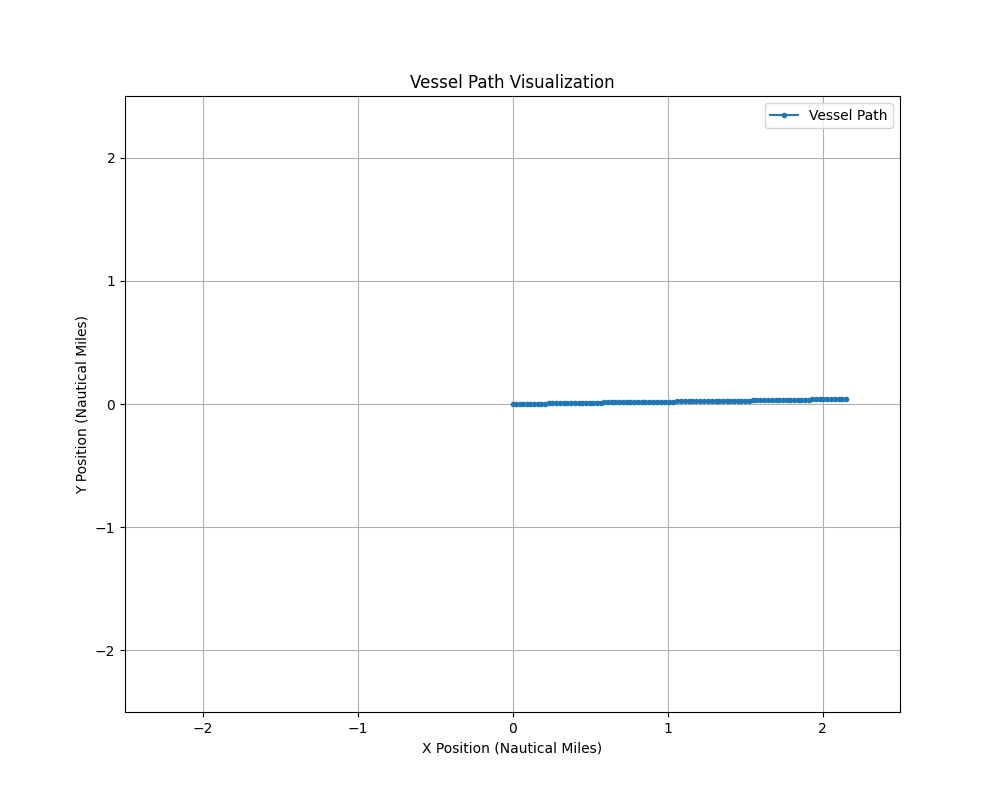 Vessel Path Visualization
Vessel Path
2
1
0
−1
−2
Y Position (Nautical Miles)
−2
−1
0
1
2
X Position (Nautical Miles)